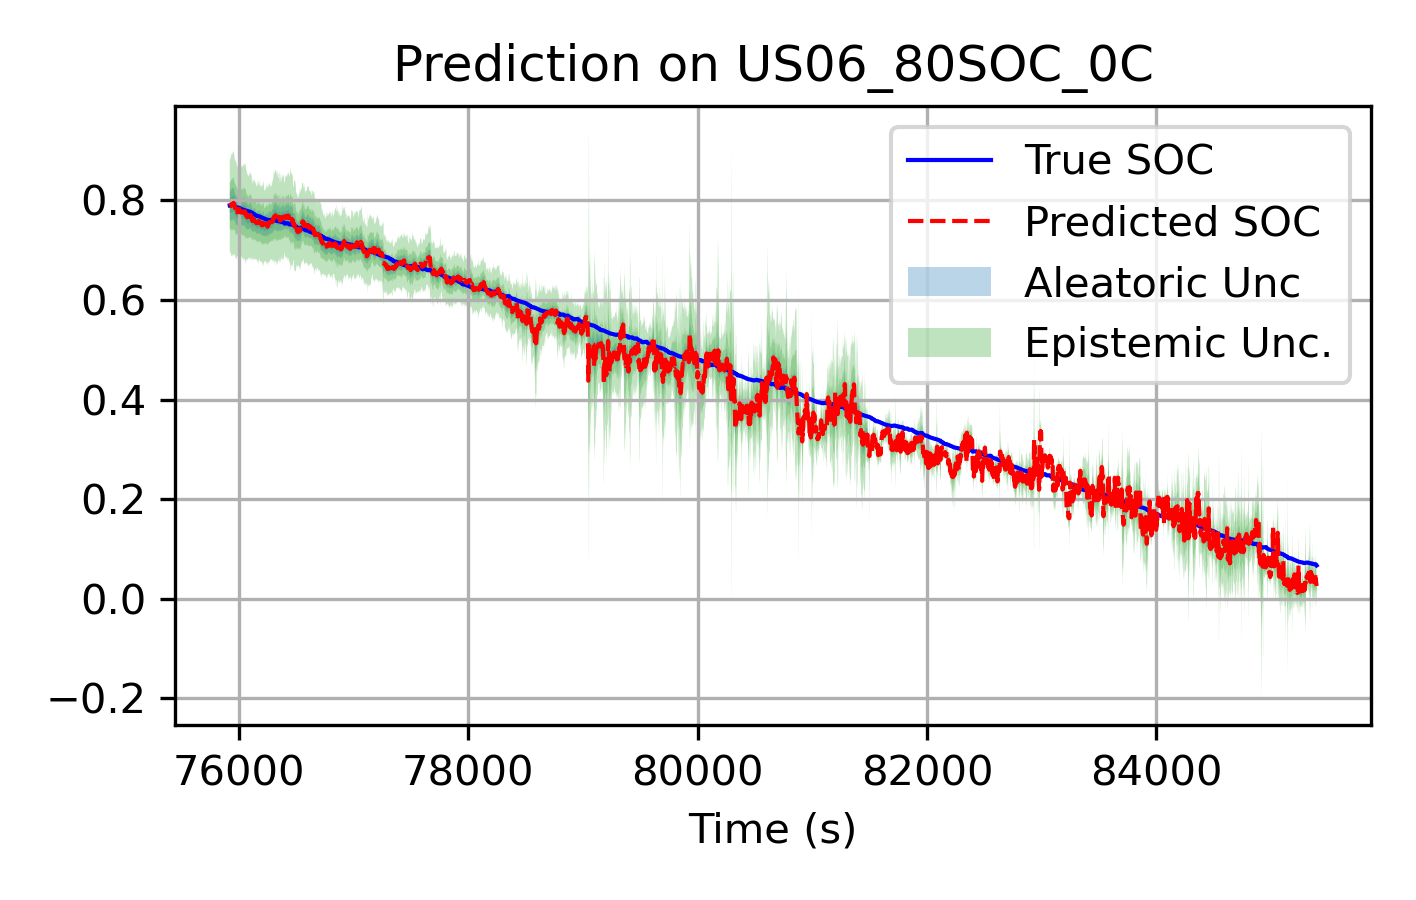 Prediction on US06_80SOC_0C
True SOC
Predicted SOC
Aleatoric Unc
Epistemic Unc.
0.8
0.6
0.4
0.2
0.0
−0.2
76000 78000 80000 82000 84000
Time (s)